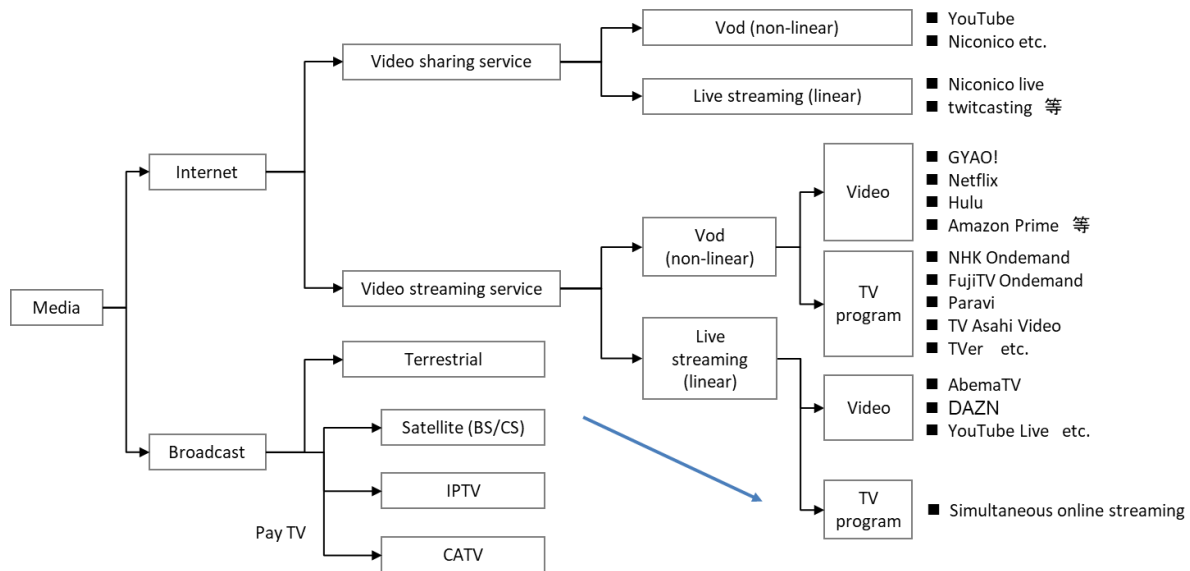 Media
Internet
Broadcast
Video sharing service
Video streaming service
Terrestrial
Satellite (BS/CS)
IPTV
CATV
Pay TV
Vod (non-linear)
■ YouTube
■ Niconico etc.
Live streaming (linear)
■ Niconico live
■ twitcasting 等
Vod
(non-linear)
Video
■ GYAO!
■ Netflix
■ Hulu
■ Amazon Prime 等
TV
program
■ NHK Ondemand
■ FujiTV Ondemand
■ Paravi
■ TV Asahi Video
■ TVer etc.
Live
streaming
(linear)
Video
■ AbemaTV
■ DAZN
■ YouTube Live etc.
TV
program
■ Simultaneous online streaming